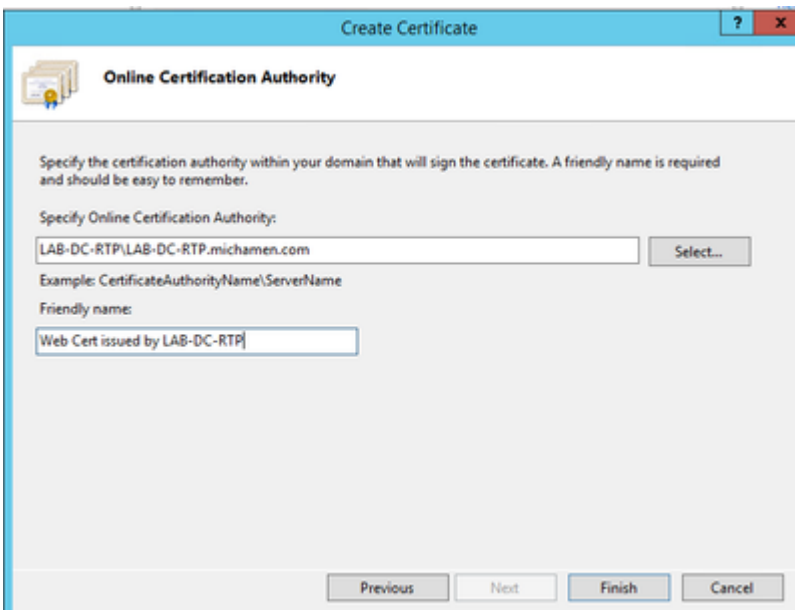 Create Certificate
? x
Online Certification Authority
Specify the certification authority within your domain that will sign the certificate. A friendly name is required
and should be easy to remember.
Specify Online Certification Authority:
LAB-DC-RTP\LAB-DC-RTP.michamen.com
Select...
Example: CertificateAuthorityName\ServerName
Friendly name:
Web Cert issued by LAB-DC-RTP
Previous Next Finish Cancel